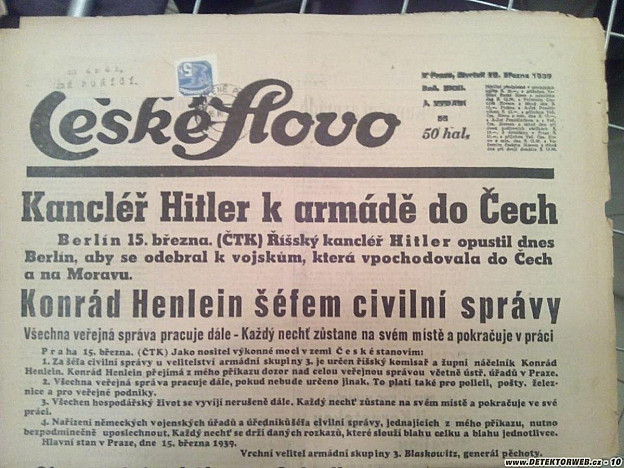 České Slovo
březena 1939
50 hal.
Kancléř Hitler k armádě do Čech
Berlín 15. března. (ČTK) Říšský kancléř Hitler opustil dnes
Berlín, aby se odebral k vojskům, která vpochodovala do Čech
a na Moravu.
Konrád Henlein šéfem civilní správy
Všechna veřejná správa pracuje dále - Každý nechť zůstane na svém místě a pokračuje v práci
Praha 15. března. (ČTK) Jako nositel výkonné moci v zemi České stanovím:
1. Za šéfa civilní správy u velitelství armádní skupiny 3. je určen říšský komisař a župní náčelník Konrád
Henlein. Konrád Henlein přejímá z mého příkazu dozor nad celou veřejnou správou včetně ústř. úřadů v Praze.
2. Všechna veřejná správa pracuje dále, pokud nebude určeno jinak. To platí také pro policii, pošty, želez-
nice a pro veřejné podniky.
3. Všechen hospodářský život se vyvíjí nerušeně dále. Každý nechť zůstane na svém místě a pokračuje ve své
práci.
4. Nařízení německých vojenských úřadů a úředníků šéfa civilní správy, jednajících z mého příkazu, nutno
bezpodmínečně uposlechnout. Každý nechť se drží daných rozkazů, které slouží blahu celku a blahu jednotlivce.
Hlavní stan v Praze, dne 15. března 1939.
Vrchní velitel armádní skupiny 3. Blaskowitz, generál pěchoty.
www.DETEKTORWEB.cz - 10